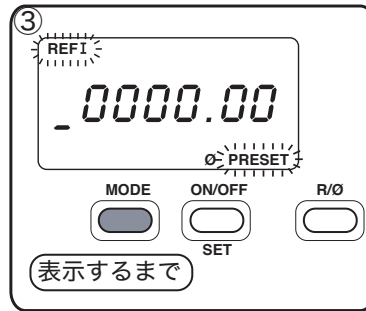 ③
REFI
_0000.00
Ø PRESET
MODE ON/OFF R/Ø
SET
表示するまで